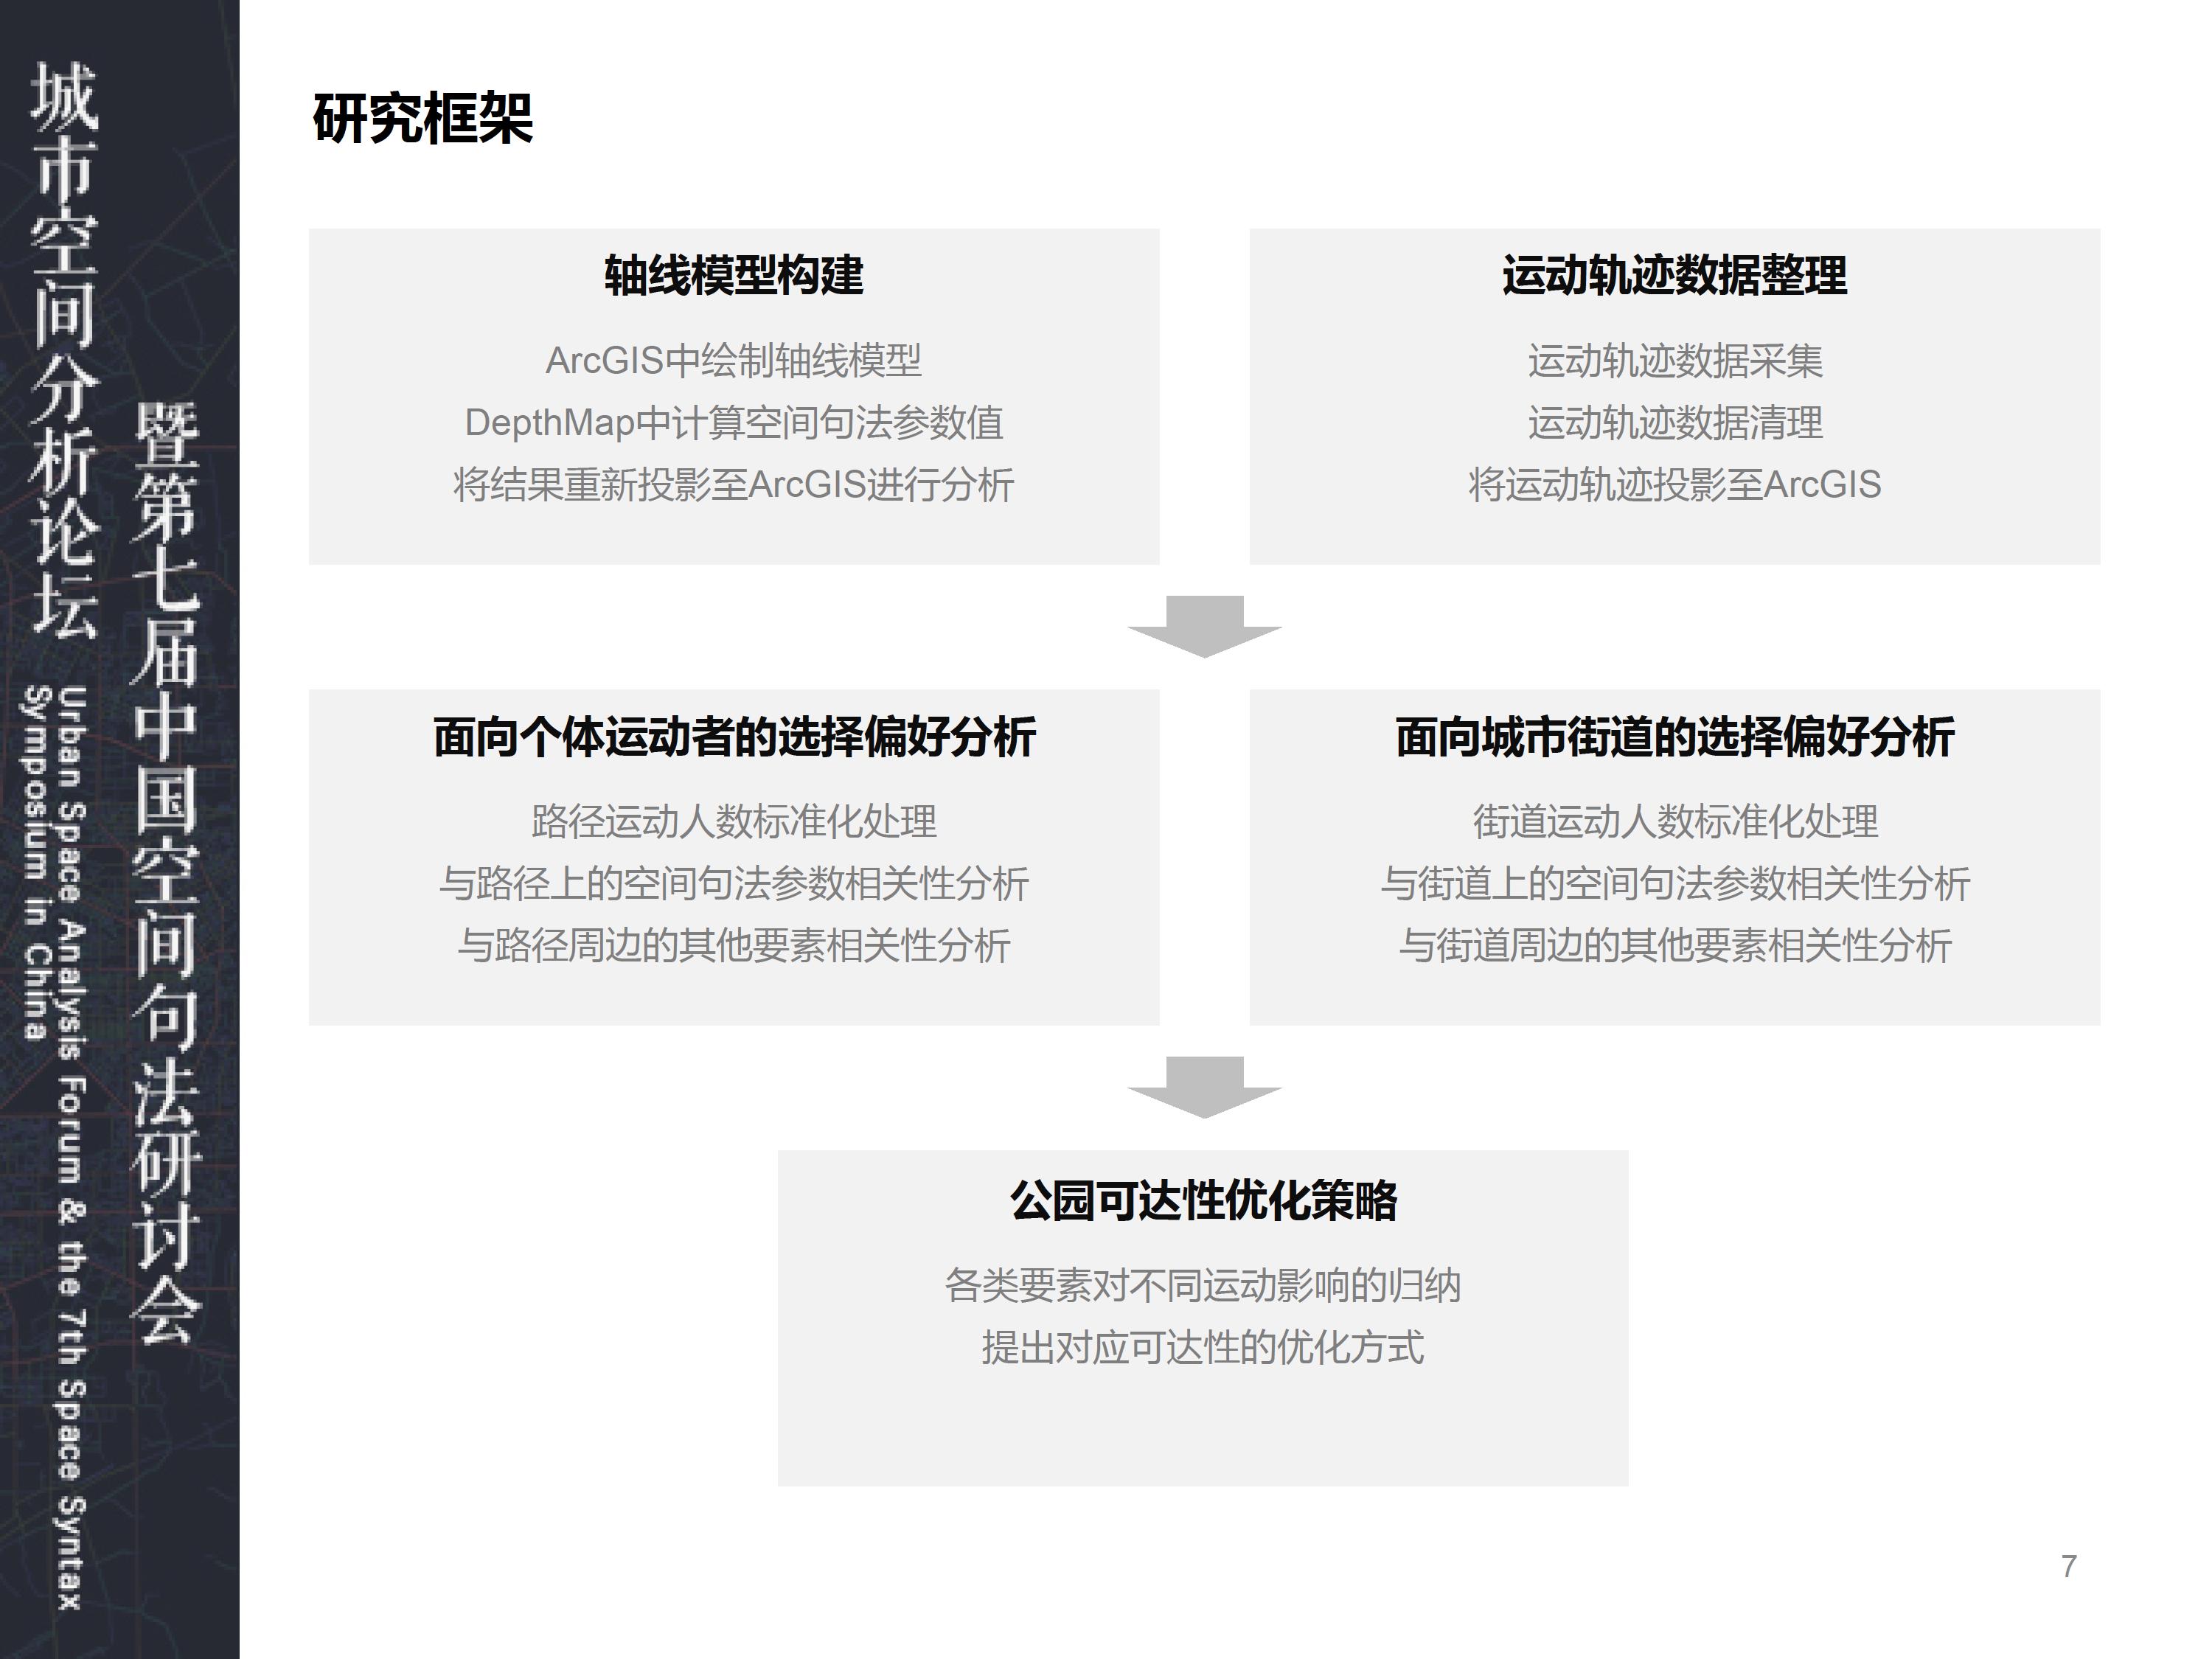 城市空间分析论坛
暨第七届中国空间句法研讨会
Urban Space Analysis Forum & the 7th Space Syntax
Symposium in China
研究框架
轴线模型构建
ArcGIS中绘制轴线模型
DepthMap中计算空间句法参数值
将结果重新投影至ArcGIS进行分析
运动轨迹数据整理
运动轨迹数据采集
运动轨迹数据清理
将运动轨迹投影至ArcGIS
面向个体运动者的选择偏好分析
路径运动人数标准化处理
与路径上的空间句法参数相关性分析
与路径周边的其他要素相关性分析
面向城市街道的选择偏好分析
街道运动人数标准化处理
与街道上的空间句法参数相关性分析
与街道周边的其他要素相关性分析
公园可达性优化策略
各类要素对不同运动影响的归纳
提出对应可达性的优化方式
7